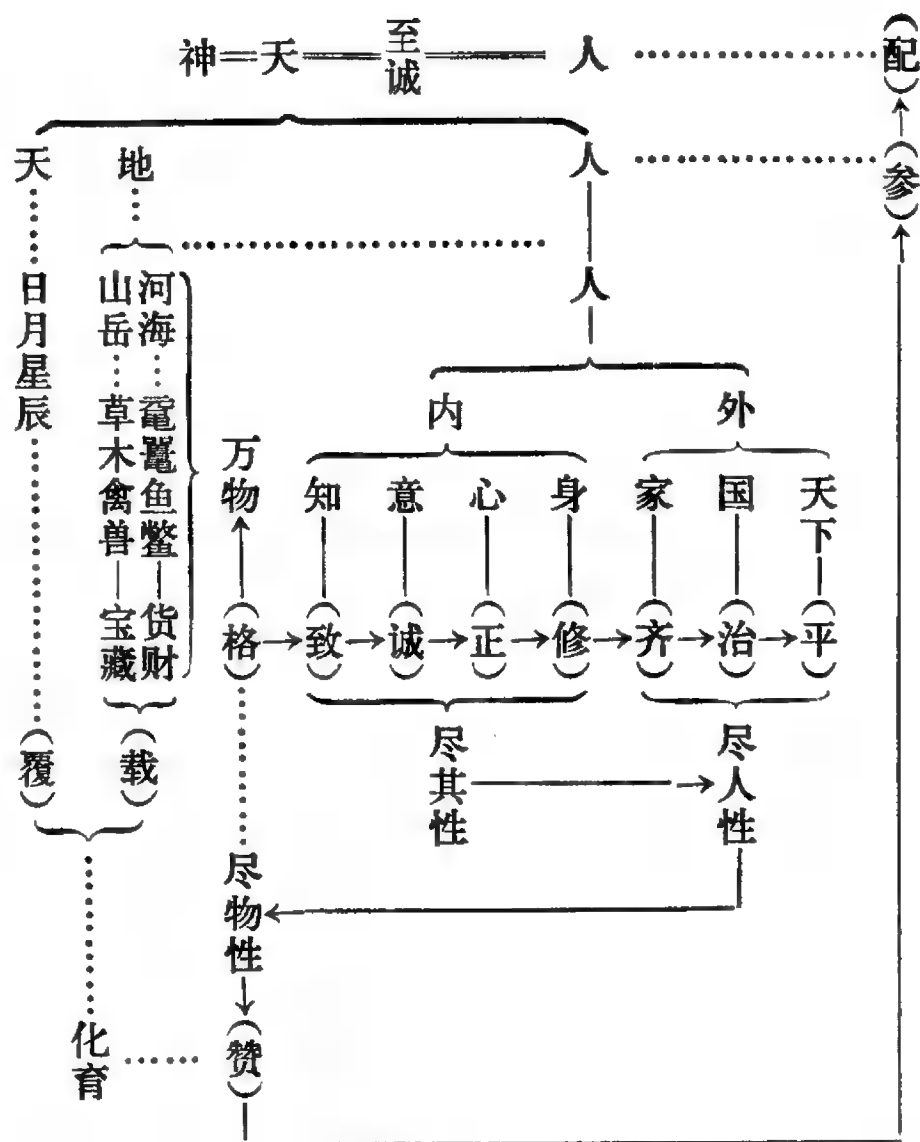 神＝天 至诚 人 （配）
天 地 人 （参）
日月星辰 山岳 河海 人
内 外
草木禽兽 鼋鼍鱼鳖 万物 知 意 心 身 家 国 天下
宝藏 货财 （格）→（致）→（诚）→（正）→（修）→（齐）→（治）→（平）
（覆） （载） 尽其性→尽人性
尽物性
化育 （赞）